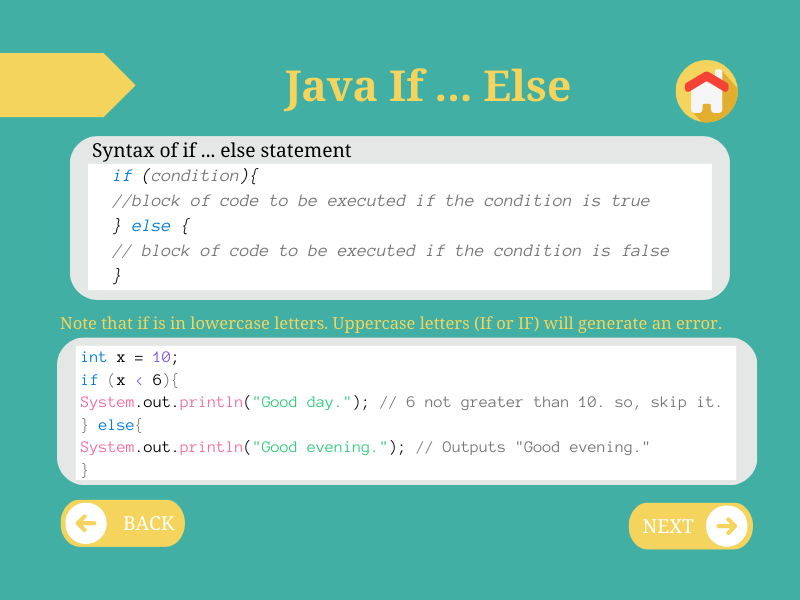 Java If ... Else
Syntax of if ... else statement
if (condition){
//block of code to be executed if the condition is true
} else {
// block of code to be executed if the condition is false
}
Note that if is in lowercase letters. Uppercase letters (If or IF) will generate an error.
int x = 10;
if (x < 6){
System.out.println("Good day."); // 6 not greater than 10. so, skip it.
} else{
System.out.println("Good evening."); // Outputs "Good evening."
}
BACK
NEXT